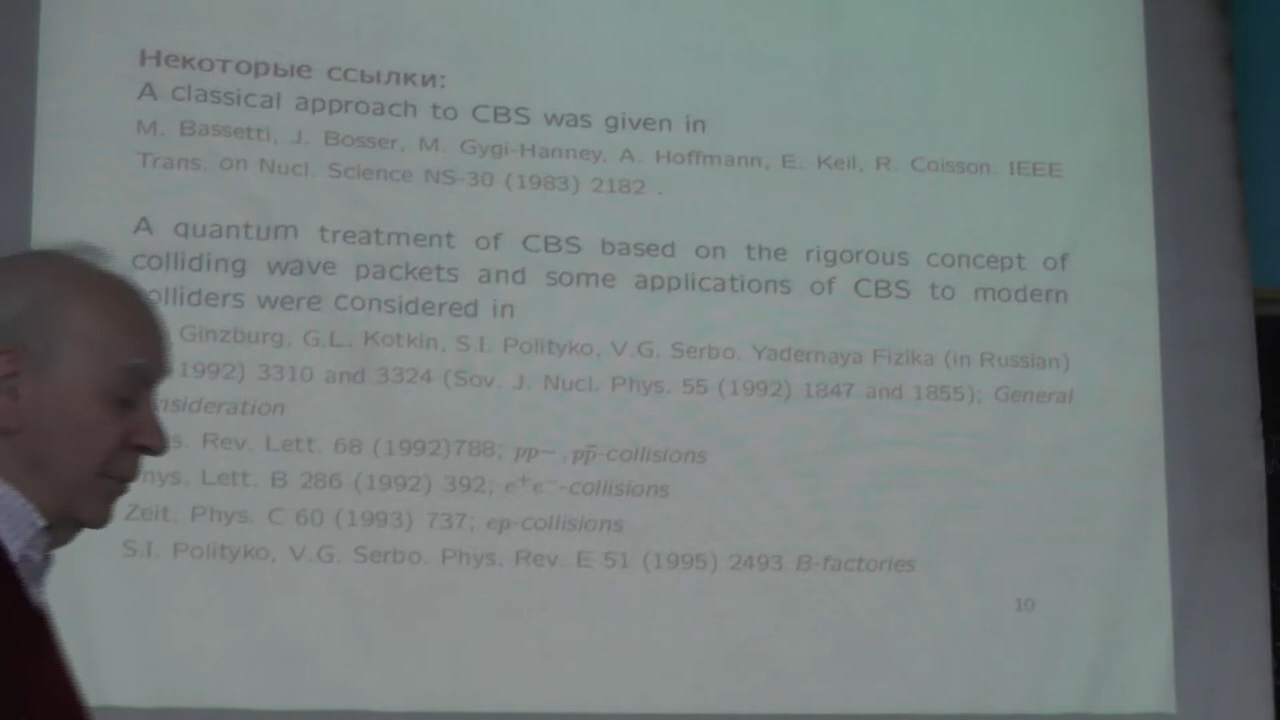 Некоторые ссылки:
A classical approach to CBS was given in
M. Bassetti, J. Bosser, M. Gygi-Hanney, A. Hoffmann, E. Keil, R. Coisson. IEEE
Trans. on Nucl. Science NS-30 (1983) 2182 .
A quantum treatment of CBS based on the rigorous concept of
colliding wave packets and some applications of CBS to modern
olliders were considered in
Ginzburg, G.L. Kotkin, S.I. Polityko, V.G. Serbo. Yadernaya Fizika (in Russian)
1992) 3310 and 3324 (Sov. J. Nucl. Phys. 55 (1992) 1847 and 1855); General
nsideration
s. Rev. Lett. 68 (1992)788; pp−, pp̄-collisions
hys. Lett. B 286 (1992) 392; e⁺e⁻-collisions
Zeit. Phys. C 60 (1993) 737; ep-collisions
S.I. Polityko, V.G. Serbo. Phys. Rev. E 51 (1995) 2493 B-factories
10